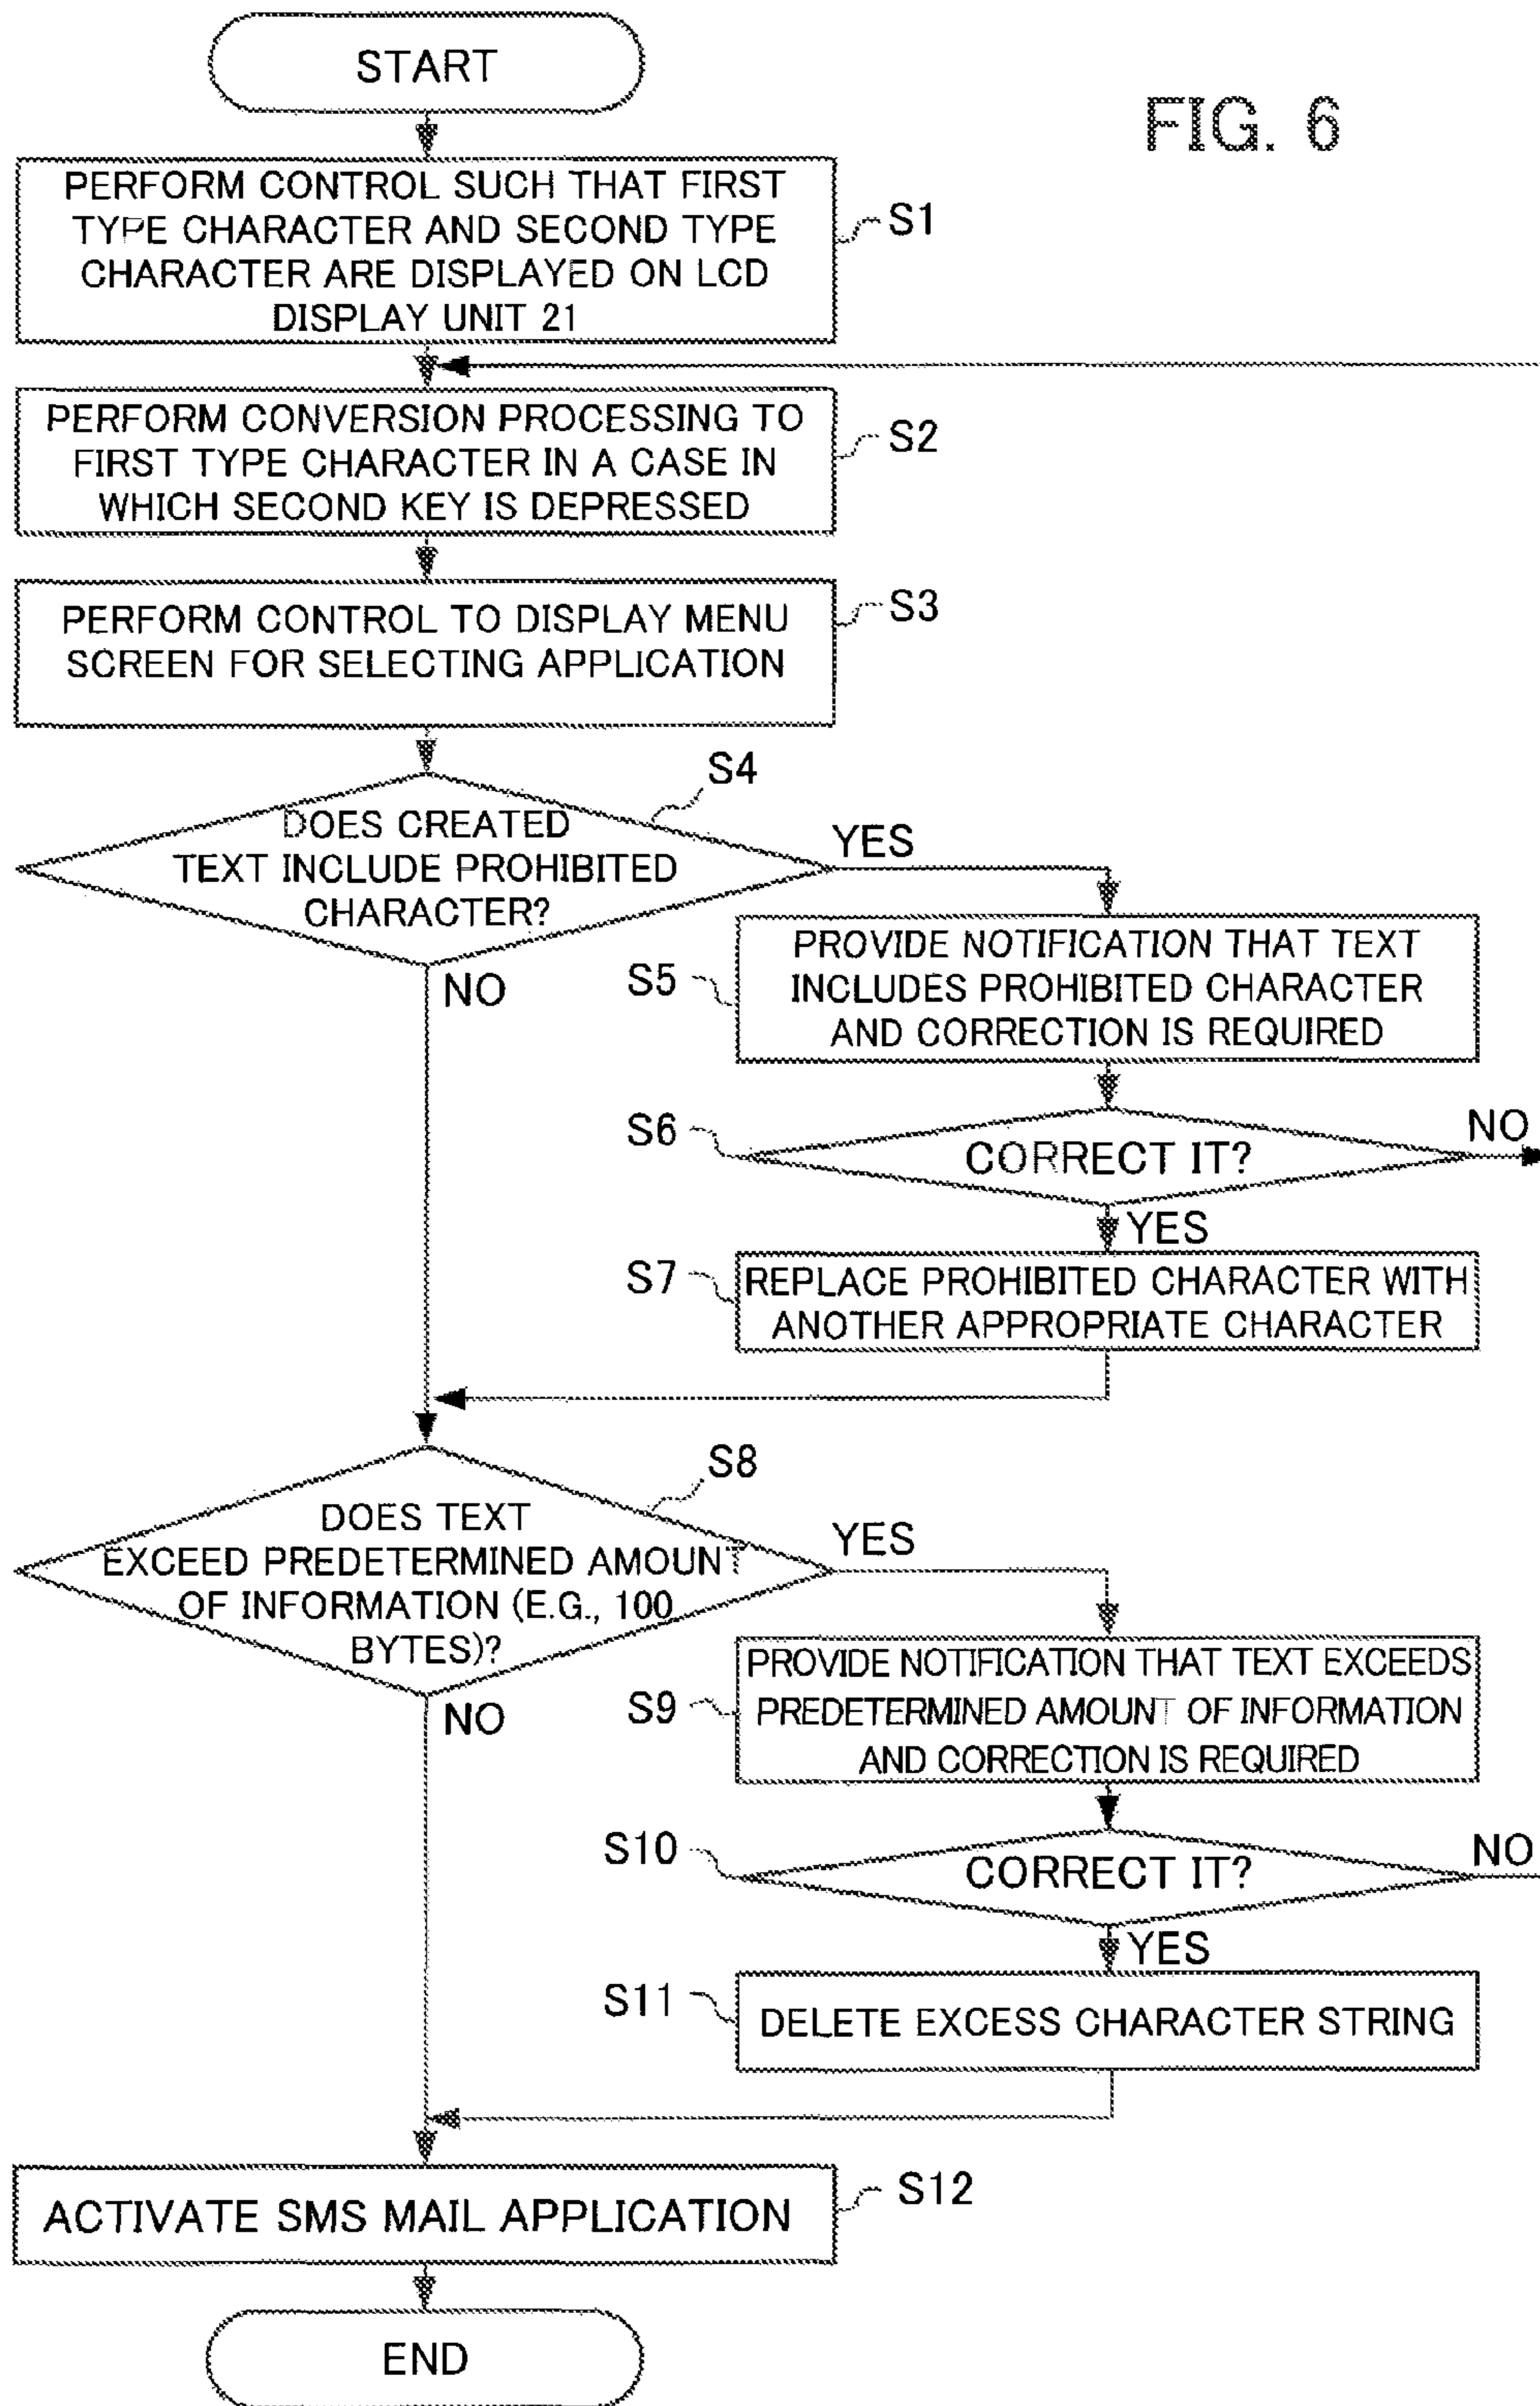 START
FIG. 6
PERFORM CONTROL SUCH THAT FIRST
TYPE CHARACTER AND SECOND TYPE
CHARACTER ARE DISPLAYED ON LCD
DISPLAY UNIT 21
S1
PERFORM CONVERSION PROCESSING TO
FIRST TYPE CHARACTER IN A CASE IN
WHICH SECOND KEY IS DEPRESSED
S2
PERFORM CONTROL TO DISPLAY MENU
SCREEN FOR SELECTING APPLICATION
S3
S4
DOES CREATED
TEXT INCLUDE PROHIBITED
CHARACTER?
YES
NO
S5
PROVIDE NOTIFICATION THAT TEXT
INCLUDES PROHIBITED CHARACTER
AND CORRECTION IS REQUIRED
S6
CORRECT IT?
NO
YES
S7
REPLACE PROHIBITED CHARACTER WITH
ANOTHER APPROPRIATE CHARACTER
S8
DOES TEXT
EXCEED PREDETERMINED AMOUNT
OF INFORMATION (E.G., 100
BYTES)?
YES
NO
S9
PROVIDE NOTIFICATION THAT TEXT EXCEEDS
PREDETERMINED AMOUNT OF INFORMATION
AND CORRECTION IS REQUIRED
S10
CORRECT IT?
NO
YES
S11
DELETE EXCESS CHARACTER STRING
ACTIVATE SMS MAIL APPLICATION
S12
END